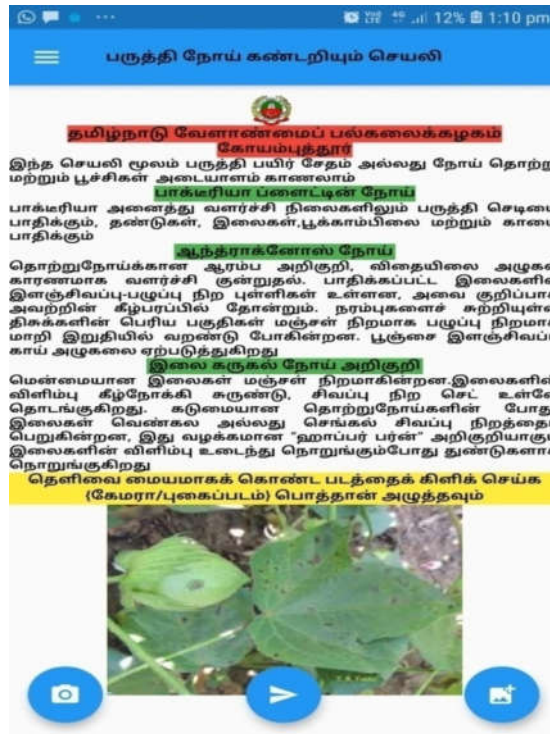 12% 1:10 pm
பருத்தி நோய் கண்டறியும் செயலி
தமிழ்நாடு வேளாண்மைப் பல்கலைக்கழகம்
கோயம்புத்தூர்
இந்த செயலி மூலம் பருத்தி பயிர் சேதம் அல்லது நோய் தொற்று
மற்றும் பூச்சிகள் அடையாளம் காணலாம்
பாக்டீரியா ப்ளைட்டின் நோய்
பாக்டீரியா அனைத்து வளர்ச்சி நிலைகளிலும் பருத்தி செடியை
பாதிக்கும், தண்டுகள், இலைகள்,பூக்காம்பிலை மற்றும் காயை
பாதிக்கும்
ஆந்த்ராக்னோஸ் நோய்
தொற்றுநோய்க்கான ஆரம்ப அறிகுறி, விதையிலை அழுகல்
காரணமாக வளர்ச்சி குன்றுதல். பாதிக்கப்பட்ட இலைகளில்
இளஞ்சிவப்பு-பழுப்பு நிற புள்ளிகள் உள்ளன, அவை குறிப்பாக
அவற்றின் கீழ்பரப்பில் தோன்றும். நரம்புகளைச் சுற்றியுள்ள
திசுக்களின் பெரிய பகுதிகள் மஞ்சள் நிறமாக பழுப்பு நிறமாக
மாறி இறுதியில் வறண்டு போகின்றன. பூஞ்சை இளஞ்சிவப்பு
காய் அழுகலை ஏற்படுத்துகிறது
இலை கருகல் நோய் அறிகுறி
மென்மையான இலைகள் மஞ்சள் நிறமாகின்றன.இலைகளின்
விளிம்பு கீழ்நோக்கி சுருண்டு, சிவப்பு நிற செட் உள்ளே
தொடங்குகிறது. கடுமையான தொற்றுநோய்களின் போது
இலைகள் வெண்கல அல்லது செங்கல் சிவப்பு நிறத்தைப்
பெறுகின்றன, இது வழக்கமான "ஹாப்பர் பர்ன்" அறிகுறியாகும்
இலைகளின் விளிம்பு உடைந்து நொறுங்கும்போது துண்டுகளாக
நொறுங்குகிறது
தெளிவை மையமாகக் கொண்ட படத்தைக் கிளிக் செய்க
(கேமரா/புகைப்படம்) பொத்தான் அழுத்தவும்